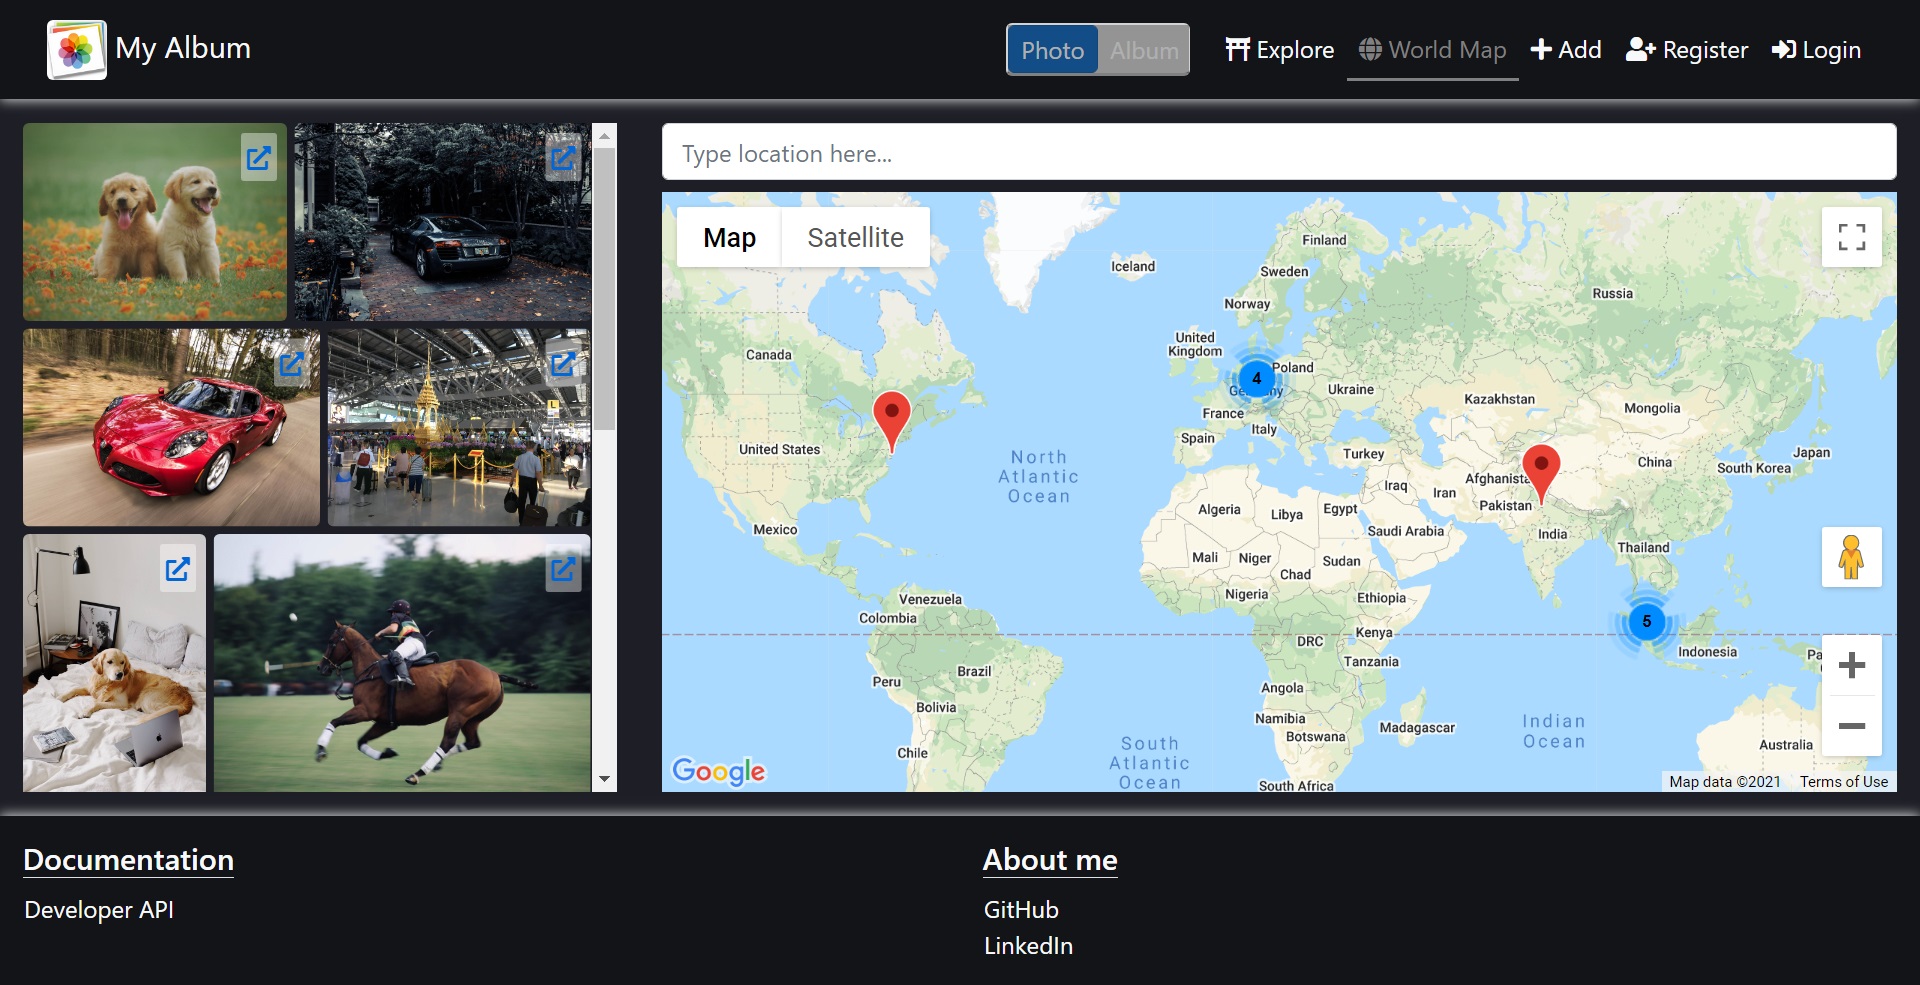 My Album
Photo
Album
Explore
World Map
Add
Register
Login
Type location here...
Map
Satellite
Finland
Iceland
Sweden
Russia
Norway
United
Kingdom
Canada
Poland
4
Ukraine
Kazakhstan
Mongolia
France
Italy
Spain
United States
Turkey
Japan
China
South Korea
North
Atlantic
Ocean
Iraq
Iran
Pakistan
Algeria
Libya
Egypt
Saudi Arabia
India
Mexico
Thailand
Mali
Niger
Sudan
Chad
Nigeria
Ethiopia
Venezuela
Colombia
5
DRC
Kenya
Indonesia
Tanzania
Brazil
Peru
Angola
Bolivia
Namibia
Botswana
Madagascar
Indian
Ocean
Australia
Chile
South
Atlantic
Ocean
South Africa
Google
Map data ©2021
Terms of Use
Documentation
Developer API
About me
GitHub
LinkedIn